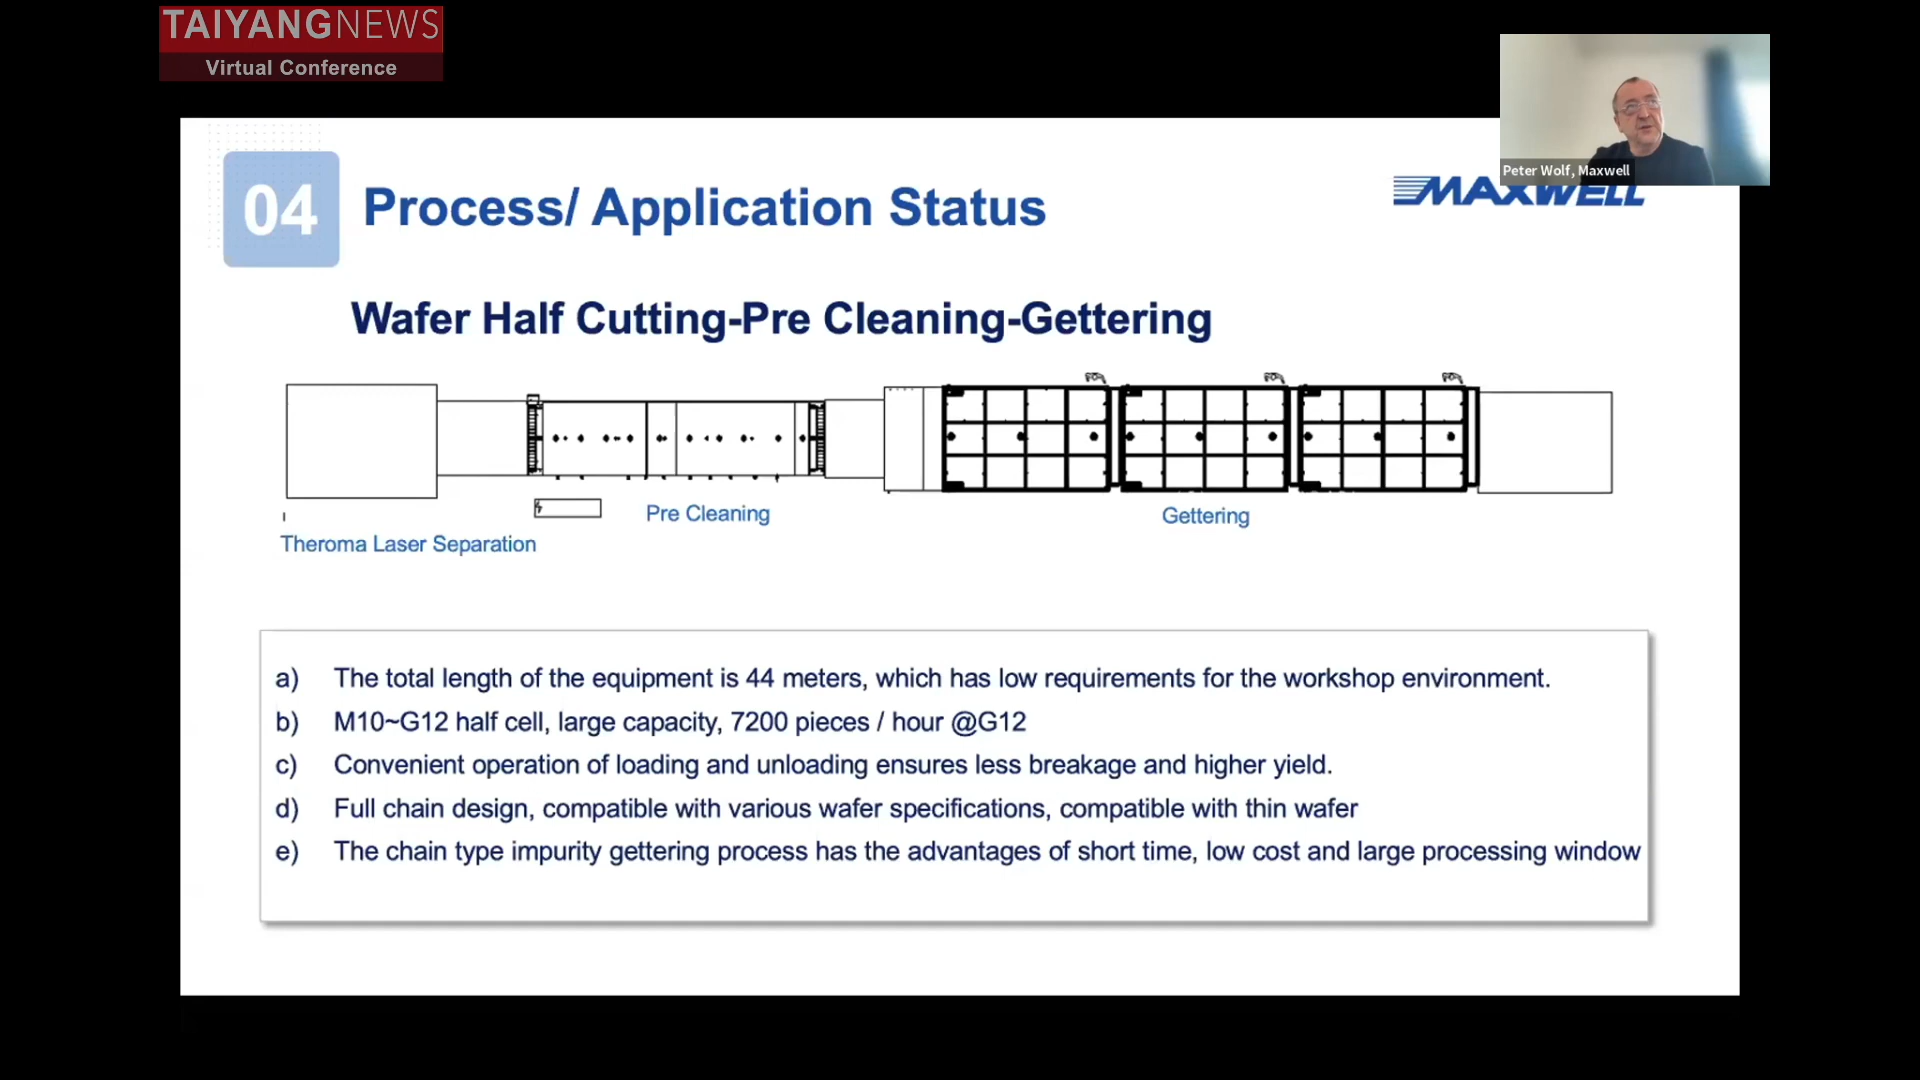 TAIYANGNEWS
Virtual Conference
Peter Wolf, Maxwell
MAXWELL
04
Process/ Application Status
Wafer Half Cutting-Pre Cleaning-Gettering
Pre Cleaning
Gettering
Theroma Laser Separation
a) The total length of the equipment is 44 meters, which has low requirements for the workshop environment.
b) M10~G12 half cell, large capacity, 7200 pieces / hour @G12
c) Convenient operation of loading and unloading ensures less breakage and higher yield.
d) Full chain design, compatible with various wafer specifications, compatible with thin wafer
e) The chain type impurity gettering process has the advantages of short time, low cost and large processing window